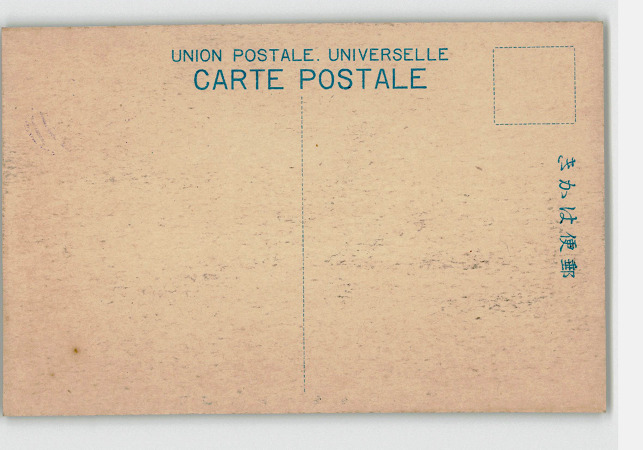 UNION POSTALE. UNIVERSELLE
CARTE POSTALE
きかは便郵